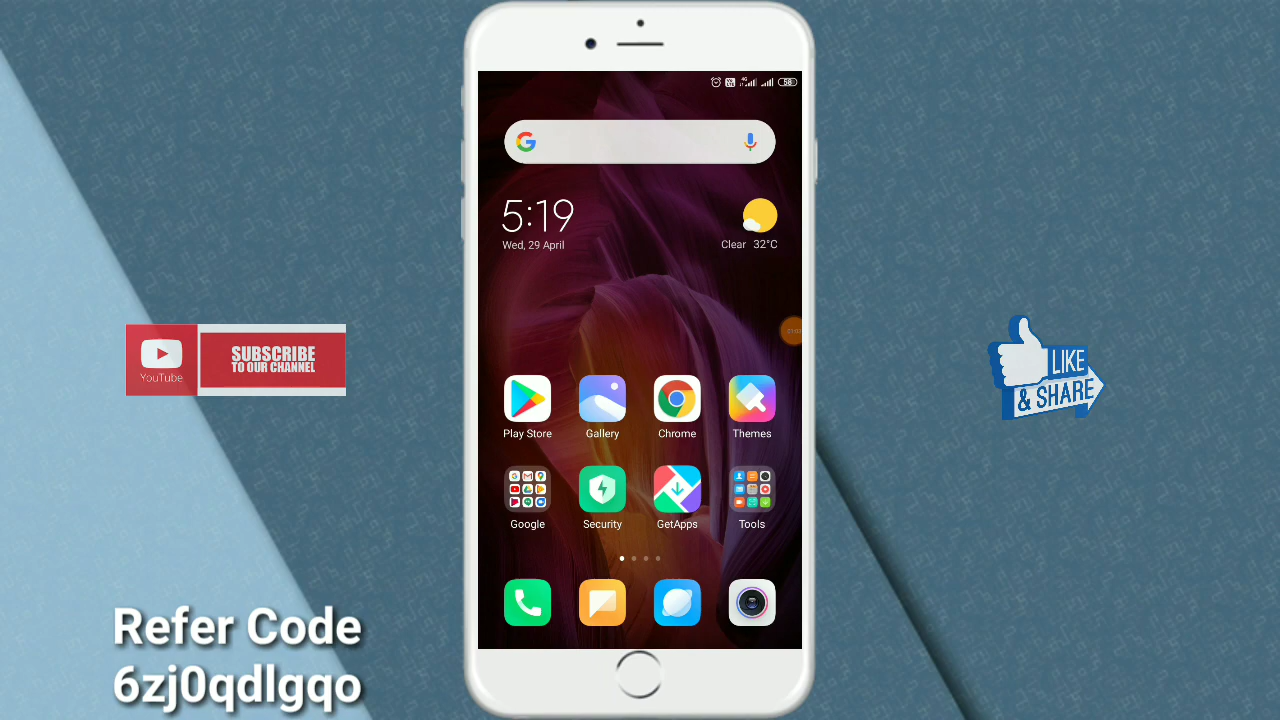 58
5:19
Wed, 29 April
Clear 32°C
YouTube
SUBSCRIBE
TO OUR CHANNEL
LIKE
& SHARE
Play Store
Gallery
Chrome
Themes
Google
Security
GetApps
Tools
Refer Code
6zj0qdlgqo